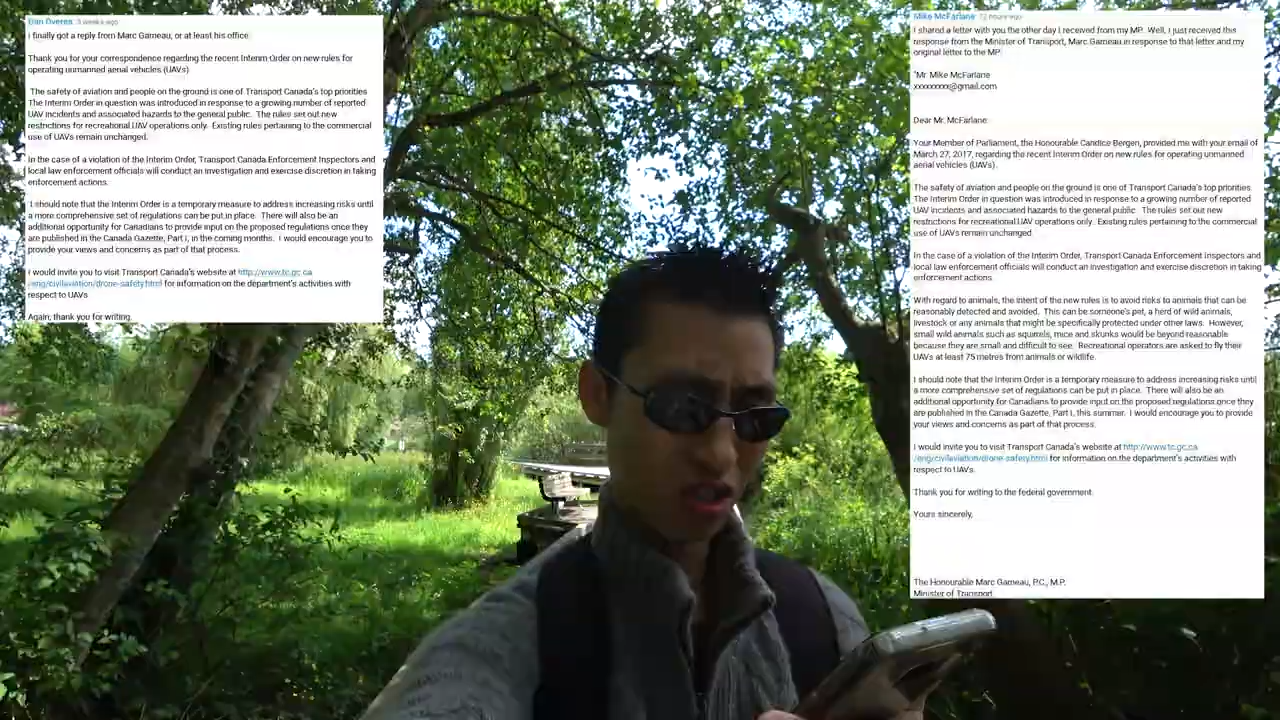 Dan Overes 3 weeks ago
I finally got a reply from Marc Garneau, or at least his office.
Thank you for your correspondence regarding the recent Interim Order on new rules for
operating unmanned aerial vehicles (UAVs).
The safety of aviation and people on the ground is one of Transport Canada's top priorities.
The Interim Order in question was introduced in response to a growing number of reported
UAV incidents and associated hazards to the general public. The rules set out new
restrictions for recreational UAV operations only. Existing rules pertaining to the commercial
use of UAVs remain unchanged.
In the case of a violation of the Interim Order, Transport Canada Enforcement Inspectors and
local law enforcement officials will conduct an investigation and exercise discretion in taking
enforcement actions.
I should note that the Interim Order is a temporary measure to address increasing risks until
a more comprehensive set of regulations can be put in place. There will also be an
additional opportunity for Canadians to provide input on the proposed regulations once they
are published in the Canada Gazette, Part I, in the coming months. I would encourage you to
provide your views and concerns as part of that process.
I would invite you to visit Transport Canada's website at http://www.tc.gc.ca
/eng/civilaviation/drone-safety.html for information on the department's activities with
respect to UAVs
Again, thank you for writing.
Mike McFarlane 12 hours ago
I shared a letter with you the other day I received from my MP. Well, I just received this
response from the Minister of Transport, Marc Garneau in response to that letter and my
original letter to the MP.
"Mr. Mike McFarlane
xxxxxxxxx@gmail.com
Dear Mr. McFarlane:
Your Member of Parliament, the Honourable Candice Bergen, provided me with your email of
March 27, 2017, regarding the recent Interim Order on new rules for operating unmanned
aerial vehicles (UAVs).
The safety of aviation and people on the ground is one of Transport Canada's top priorities.
The Interim Order in question was introduced in response to a growing number of reported
UAV incidents and associated hazards to the general public. The rules set out new
restrictions for recreational UAV operations only. Existing rules pertaining to the commercial
use of UAVs remain unchanged.
In the case of a violation of the Interim Order, Transport Canada Enforcement Inspectors and
local law enforcement officials will conduct an investigation and exercise discretion in taking
enforcement actions.
With regard to animals, the intent of the new rules is to avoid risks to animals that can be
reasonably detected and avoided. This can be someone's pet, a herd of wild animals,
livestock or any animals that might be specifically protected under other laws. However,
small wild animals such as squirrels, mice and skunks would be beyond reasonable
because they are small and difficult to see. Recreational operators are asked to fly their
UAVs at least 75 metres from animals or wildlife.
I should note that the Interim Order is a temporary measure to address increasing risks until
a more comprehensive set of regulations can be put in place. There will also be an
additional opportunity for Canadians to provide input on the proposed regulations once they
are published in the Canada Gazette, Part I, this summer. I would encourage you to provide
your views and concerns as part of that process.
I would invite you to visit Transport Canada's website at http://www.tc.gc.ca
/eng/civilaviation/drone-safety.html for information on the department's activities with
respect to UAVs.
Thank you for writing to the federal government.
Yours sincerely,
The Honourable Marc Garneau, P.C., M.P.
Minister of Transport